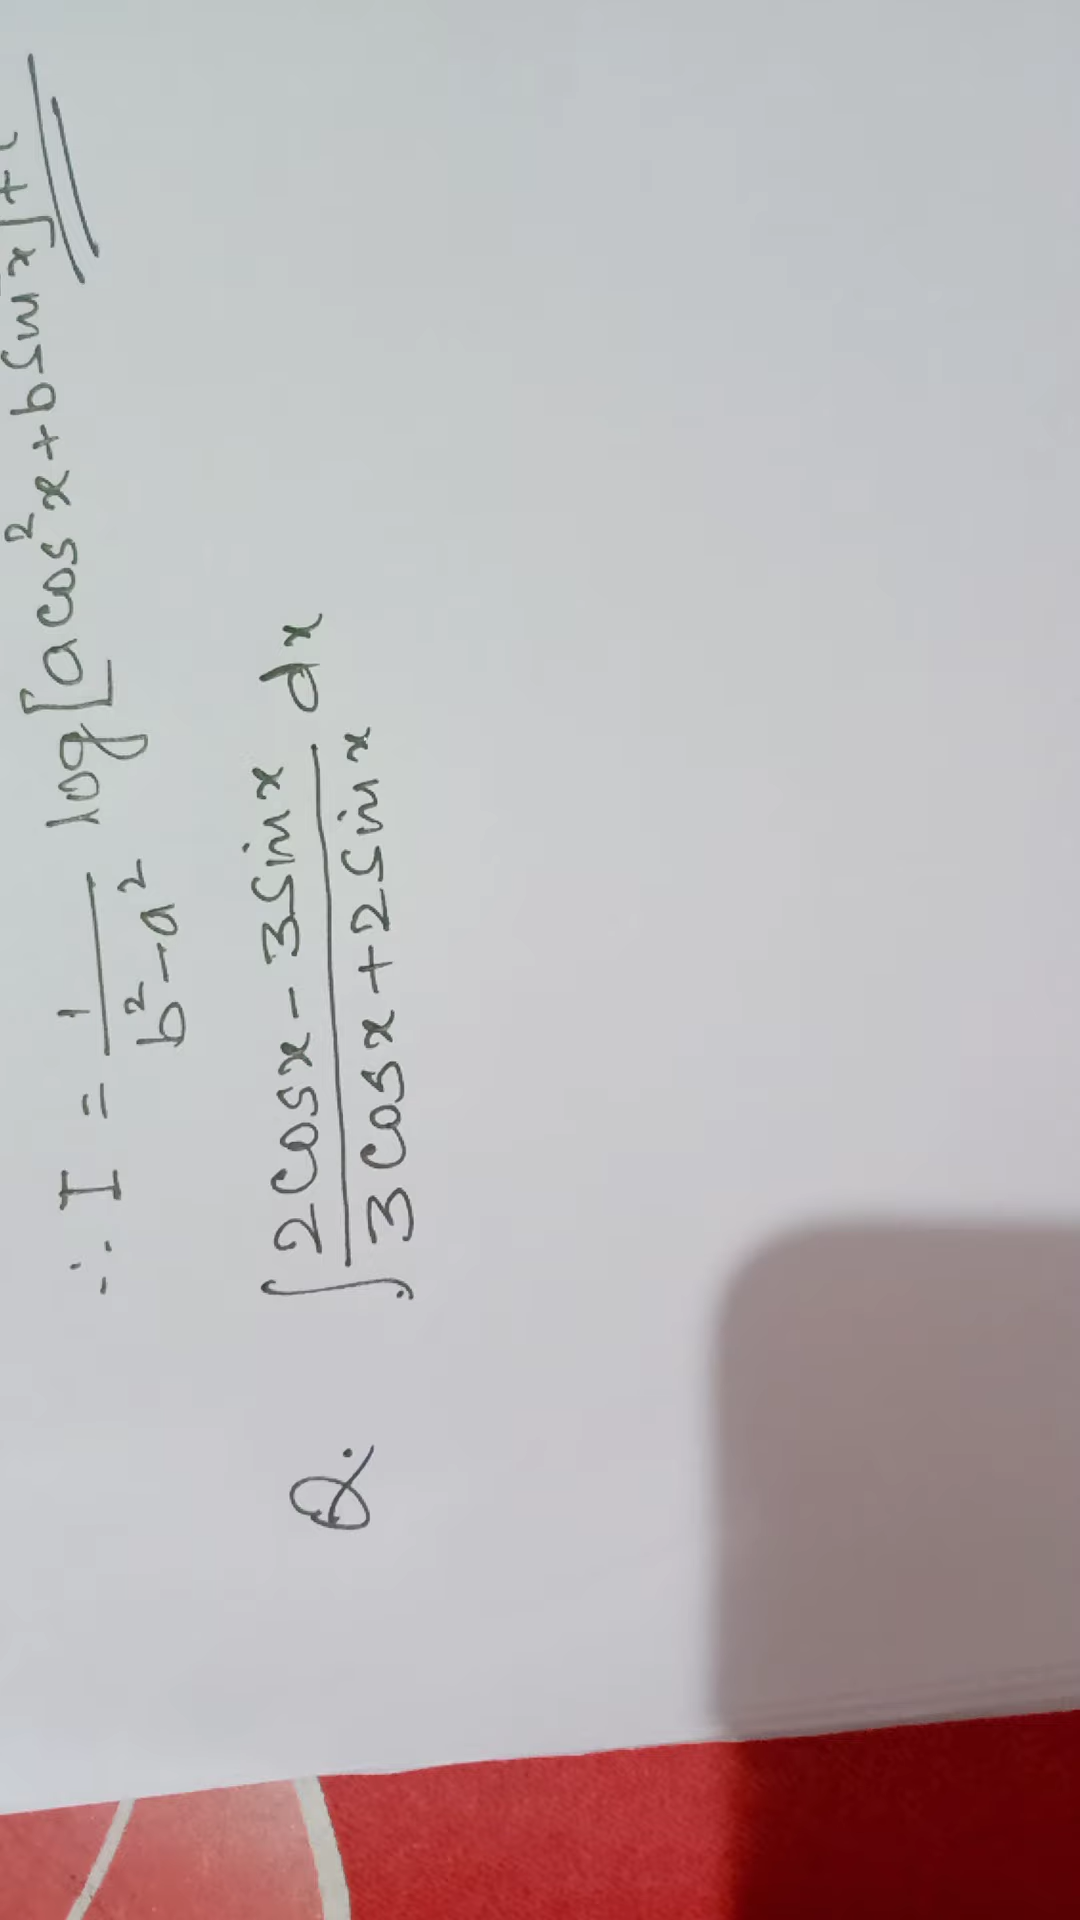 ∴ I = 1/(b²-a²) log[a cos²x + b sin²x] +
Q. ∫ (2cosx - 3sinx)/(3cosx + 2sinx) dx